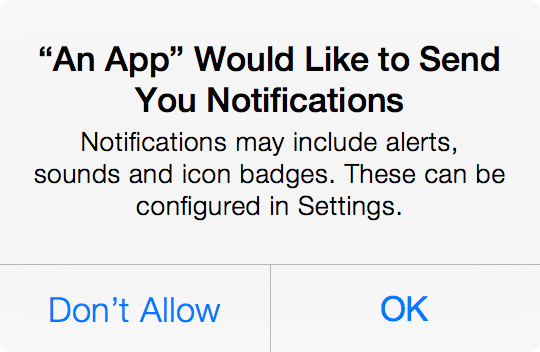 “An App” Would Like to Send
You Notifications
Notifications may include alerts,
sounds and icon badges. These can be
configured in Settings.
Don’t Allow
OK